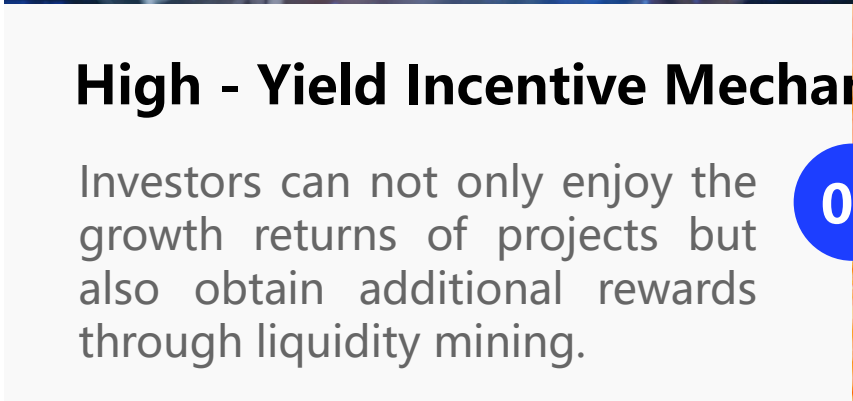 High - Yield Incentive Mechan
Investors can not only enjoy the
growth returns of projects but
also obtain additional rewards
through liquidity mining.
0